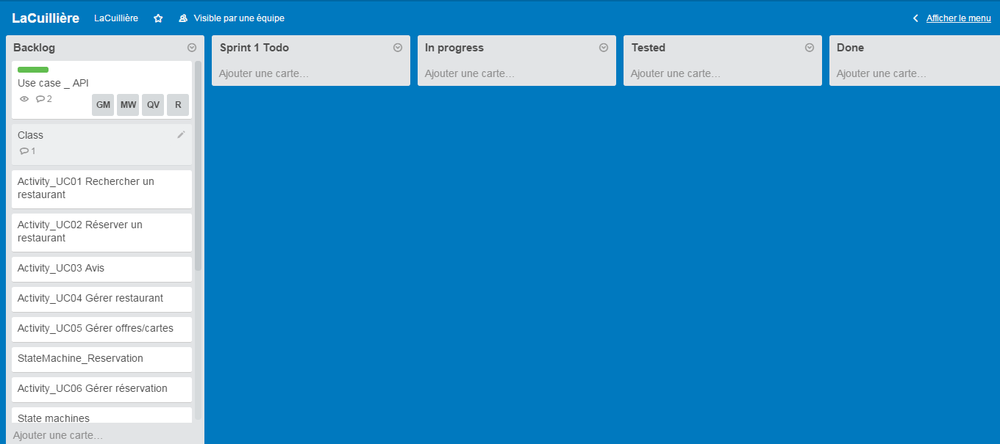 LaCuillière LaCuillière Visible par une équipe Afficher le menu
Backlog
Use case _ API
2
GM MW QV R
Class
1
Activity_UC01 Rechercher un
restaurant
Activity_UC02 Réserver un
restaurant
Activity_UC03 Avis
Activity_UC04 Gérer restaurant
Activity_UC05 Gérer offres/cartes
StateMachine_Reservation
Activity_UC06 Gérer réservation
State machines
Ajouter une carte…
Sprint 1 Todo
Ajouter une carte…
In progress
Ajouter une carte…
Tested
Ajouter une carte…
Done
Ajouter une carte…